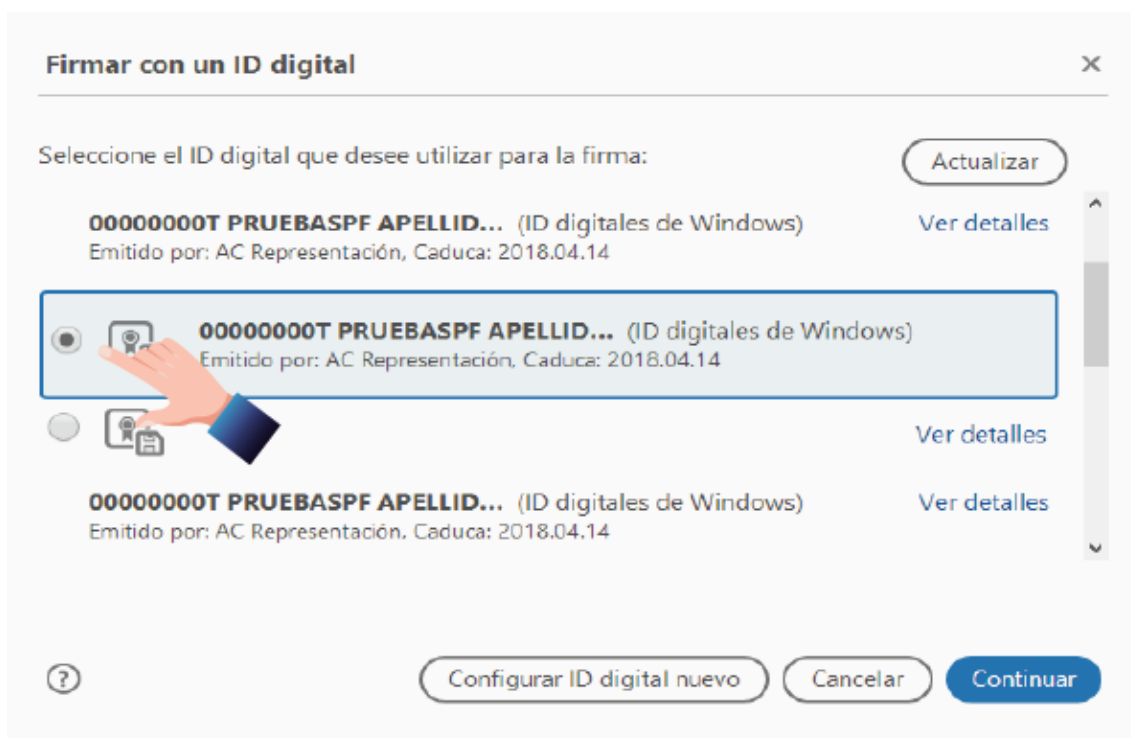 Firmar con un ID digital
Seleccione el ID digital que desee utilizar para la firma:
Actualizar
00000000T PRUEBASPF APELLID... (ID digitales de Windows) Ver detalles
Emitido por: AC Representación, Caduca: 2018.04.14
00000000T PRUEBASPF APELLID... (ID digitales de Windows)
Emitido por: AC Representación, Caduca: 2018.04.14
Ver detalles
00000000T PRUEBASPF APELLID... (ID digitales de Windows) Ver detalles
Emitido por: AC Representación, Caduca: 2018.04.14
? Configurar ID digital nuevo Cancelar Continuar